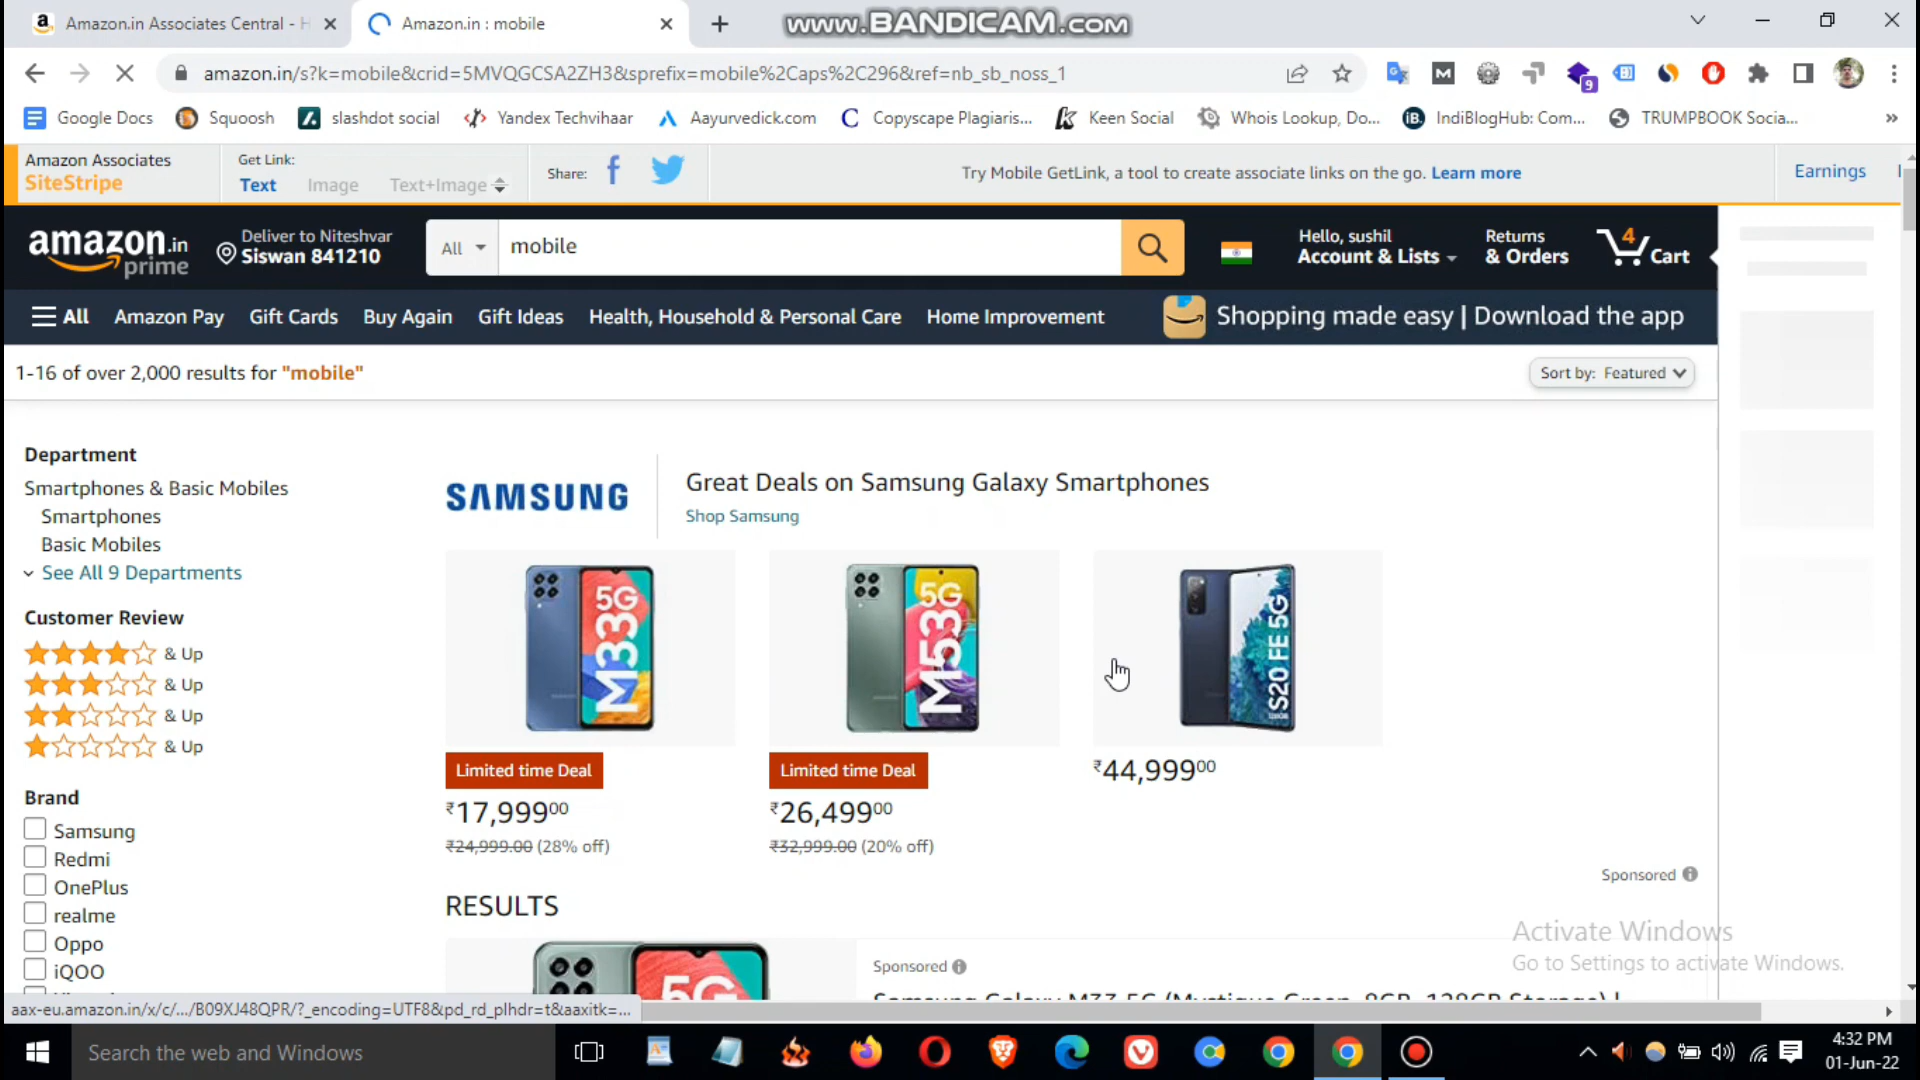 Amazon.in Associates Central - H
Amazon.in : mobile
www.BANDICAM.com
amazon.in/s?k=mobile&crid=5MVQGCSA2ZH3&sprefix=mobile%2Caps%2C296&ref=nb_sb_noss_1
9
Google Docs
Squoosh
slashdot social
Yandex Techvihaar
Aayurvedick.com
Copyscape Plagiaris...
Keen Social
Whois Lookup, Do...
IndiBlogHub: Com...
TRUMPBOOK Socia...
Amazon Associates
SiteStripe
Get Link:
Text
Image
Text+Image
Share:
Try Mobile GetLink, a tool to create associate links on the go. Learn more
Earnings
amazon.in
prime
Deliver to Niteshvar
Siswan 841210
All
mobile
Hello, sushil
Account & Lists
Returns
& Orders
4
Cart
All
Amazon Pay
Gift Cards
Buy Again
Gift Ideas
Health, Household & Personal Care
Home Improvement
Shopping made easy | Download the app
1-16 of over 2,000 results for "mobile"
Sort by: Featured
Department
Smartphones & Basic Mobiles
Smartphones
Basic Mobiles
See All 9 Departments
Customer Review
& Up
& Up
& Up
& Up
Brand
Samsung
Redmi
OnePlus
realme
Oppo
iQOO
SAMSUNG
Great Deals on Samsung Galaxy Smartphones
Shop Samsung
M33 5G
M53 5G
S20 FE 5G
Limited time Deal
₹17,99900
₹24,999.00 (28% off)
Limited time Deal
₹26,49900
₹32,999.00 (20% off)
₹44,99900
Sponsored
RESULTS
5G
Sponsored
Samsung Galaxy M33 5G (Mystique Green, 8GB, 128GB Storage) |
Activate Windows
Go to Settings to activate Windows.
aax-eu.amazon.in/x/c/.../B09XJ48QPR/?_encoding=UTF8&pd_rd_plhdr=t&aaxitk=...
Search the web and Windows
4:32 PM
01-Jun-22